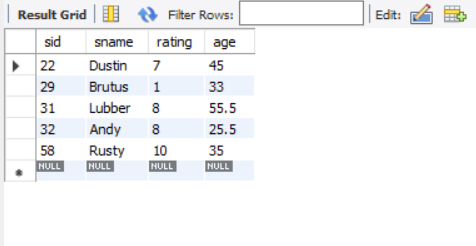 Result Grid Filter Rows: Edit:
sid sname rating age
22 Dustin 7 45
29 Brutus 1 33
31 Lubber 8 55.5
32 Andy 8 25.5
58 Rusty 10 35
NULL NULL NULL NULL